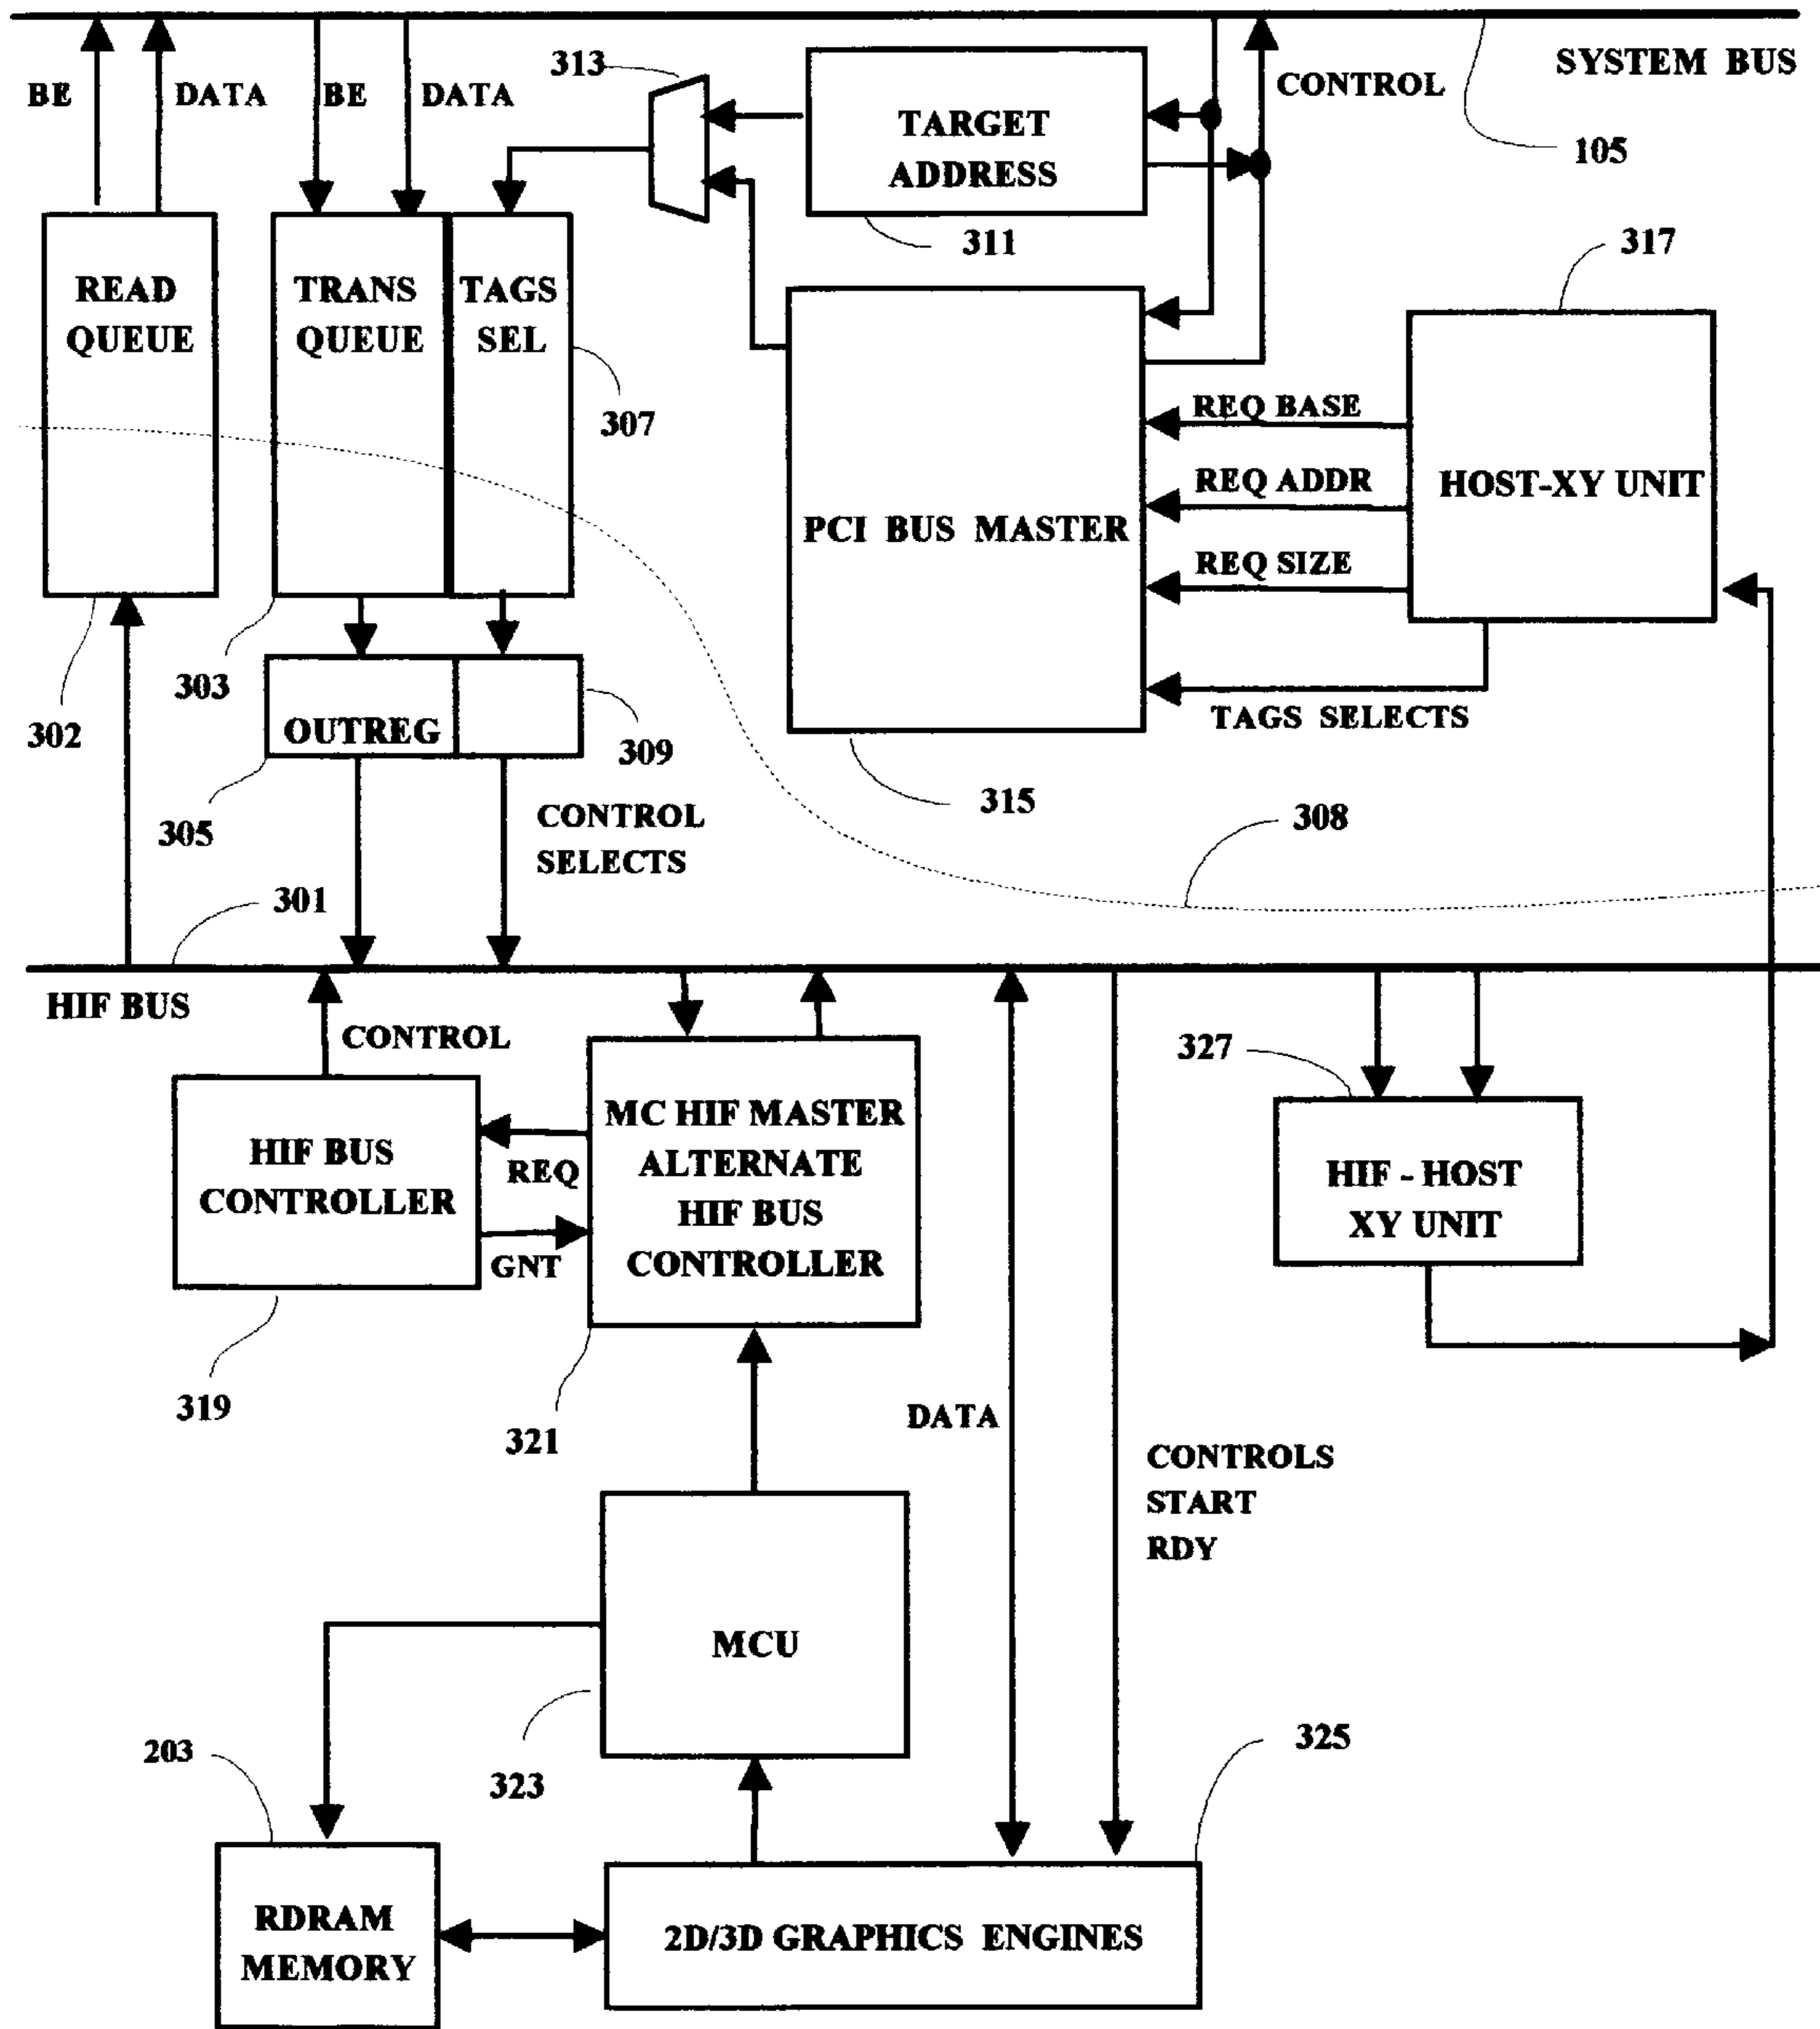 SYSTEM BUS
105
BE
DATA
BE
DATA
313
CONTROL
TARGET
ADDRESS
311
317
READ
QUEUE
TRANS
QUEUE
TAGS
SEL
307
REQ BASE
REQ ADDR
REQ SIZE
TAGS SELECTS
HOST-XY UNIT
PCI BUS MASTER
315
302
303
OUTREG
309
305
CONTROL
SELECTS
308
301
HIF BUS
CONTROL
327
HIF BUS
CONTROLLER
REQ
GNT
MC HIF MASTER
ALTERNATE
HIF BUS
CONTROLLER
HIF - HOST
XY UNIT
319
321
DATA
CONTROLS
START
RDY
MCU
323
203
325
RDRAM
MEMORY
2D/3D GRAPHICS ENGINES